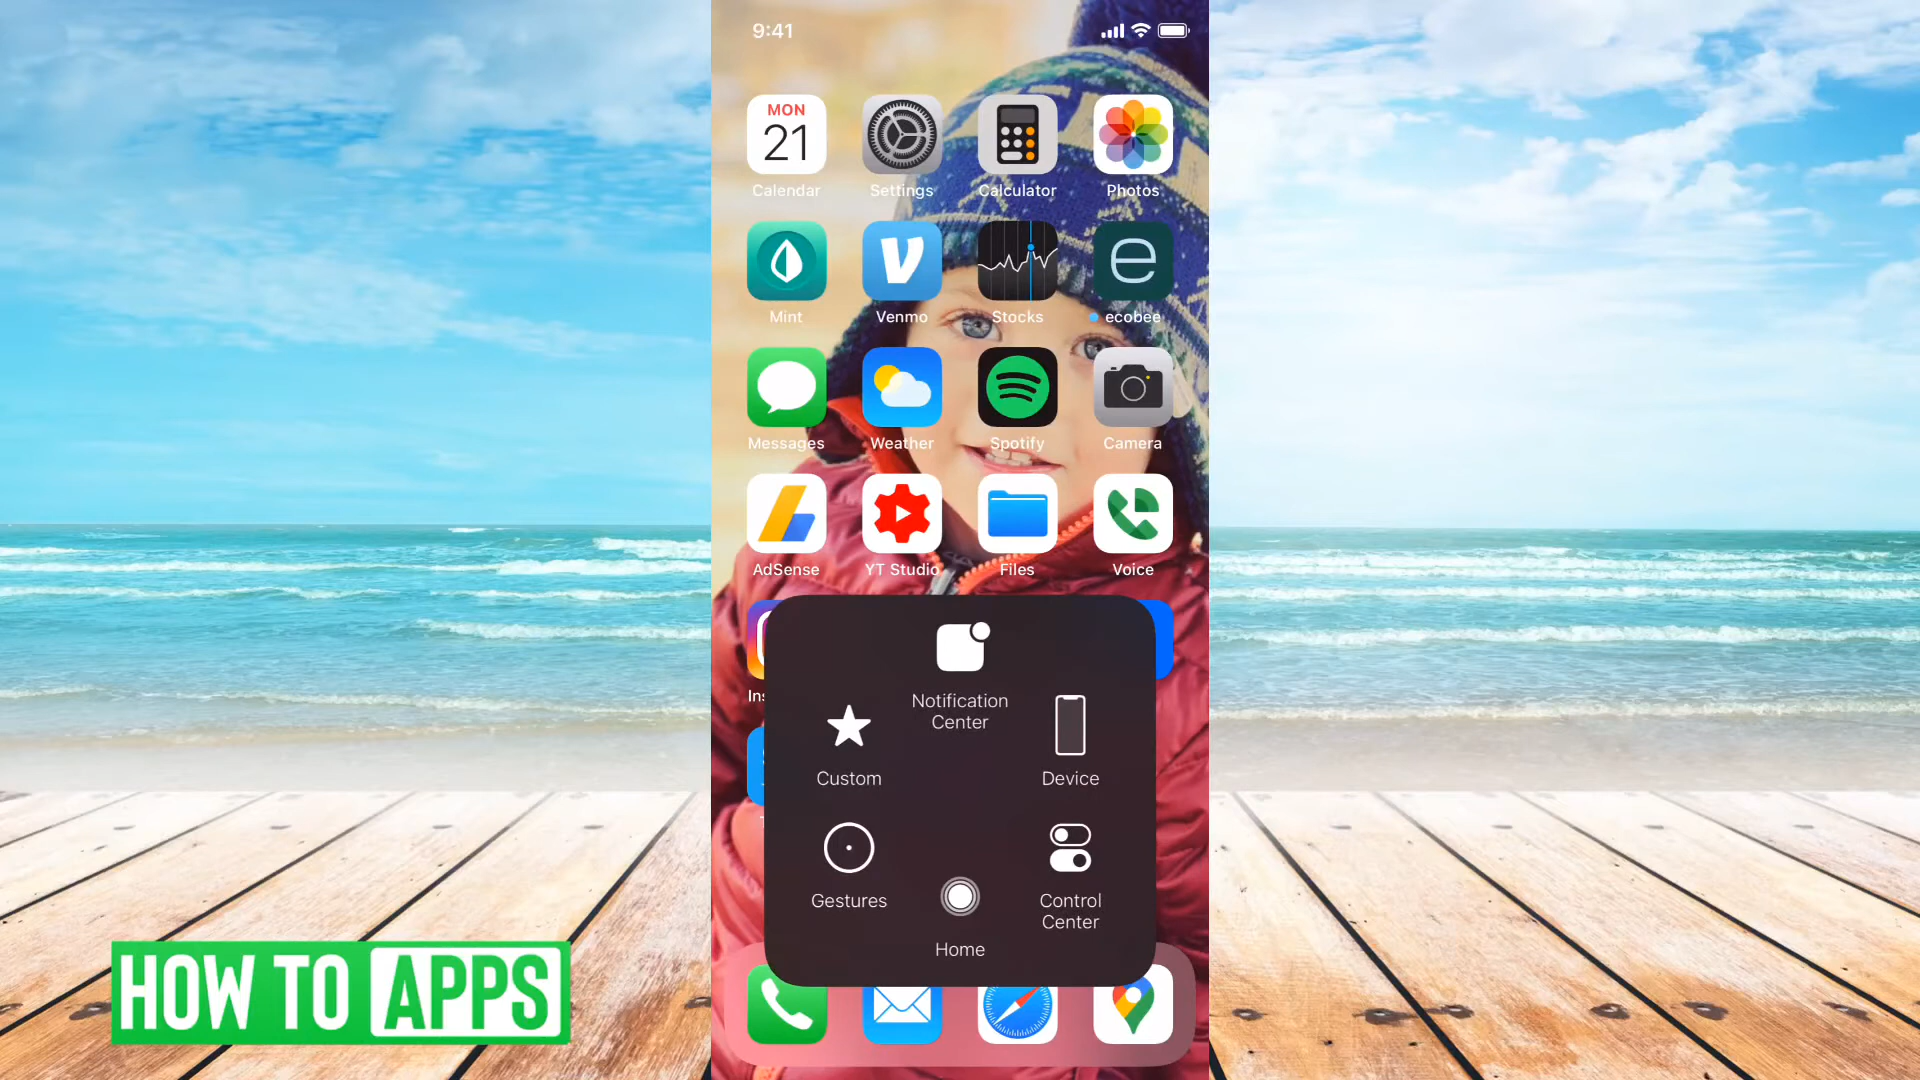 9:41
MON
21
Calendar
Settings
Calculator
Photos
Mint
Venmo
Stocks
ecobee
Messages
Weather
Spotify
Camera
AdSense
YT Studio
Files
Voice
Notification
Center
Custom
Device
Gestures
Control
Center
Home
HOW TO APPS